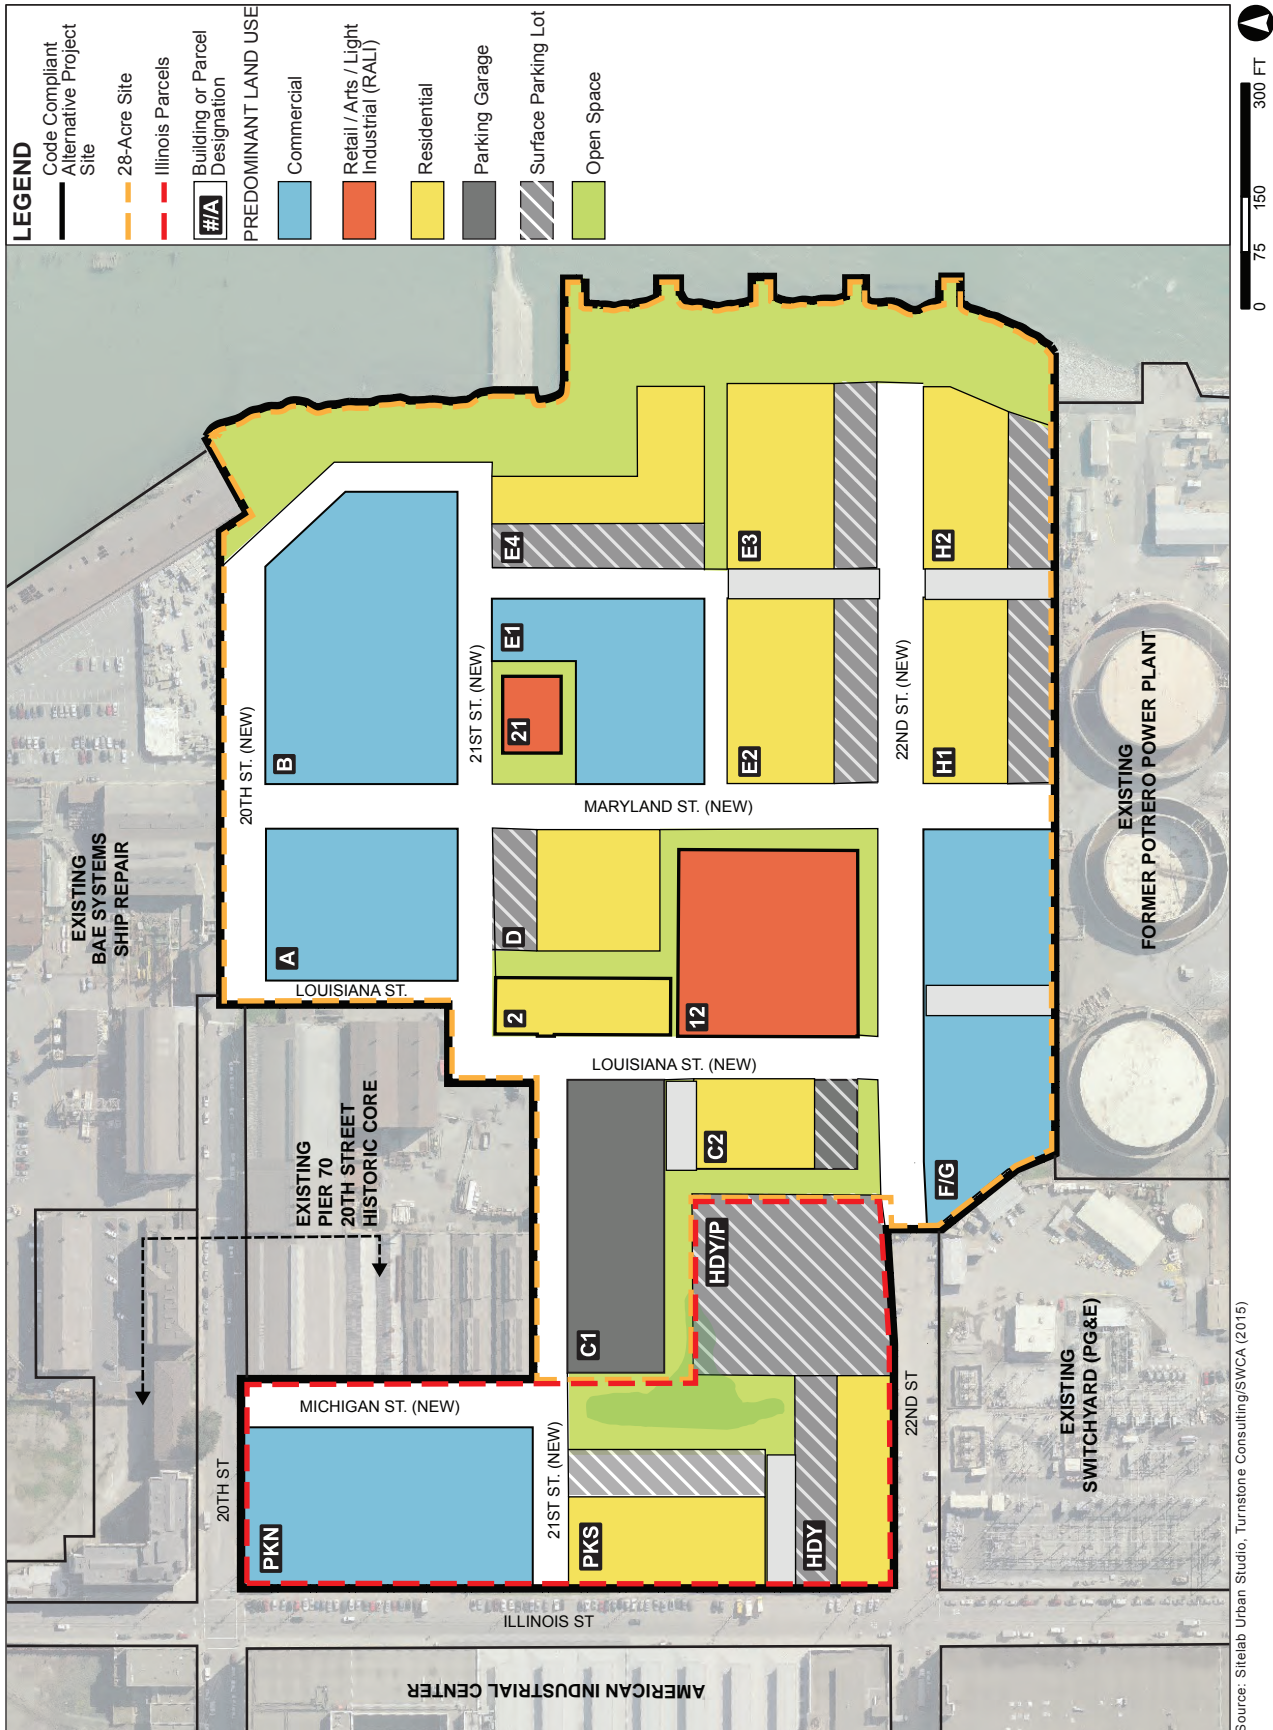 LEGEND
Code Compliant
Alternative Project
Site
28-Acre Site
Illinois Parcels
#/A
Building or Parcel
Designation
PREDOMINANT LAND USE
Commercial
Retail / Arts / Light
Industrial (RALI)
Residential
Parking Garage
Surface Parking Lot
Open Space
0
75
150
300 FT
EXISTING
BAE SYSTEMS
SHIP REPAIR
20TH ST. (NEW)
B
A
LOUISIANA ST.
21ST ST. (NEW)
E4
E1
21
E3
E2
H2
H1
22ND ST. (NEW)
MARYLAND ST. (NEW)
D
2
12
LOUISIANA ST. (NEW)
EXISTING
PIER 70
20TH STREET
HISTORIC CORE
C1
C2
HDY/P
F/G
EXISTING
FORMER POTRERO POWER PLANT
20TH ST
MICHIGAN ST. (NEW)
PKN
21ST ST. (NEW)
PKS
HDY
22ND ST
EXISTING
SWITCHYARD (PG&E)
ILLINOIS ST
AMERICAN INDUSTRIAL CENTER
Source: Sitelab Urban Studio, Turnstone Consulting/SWCA (2015)